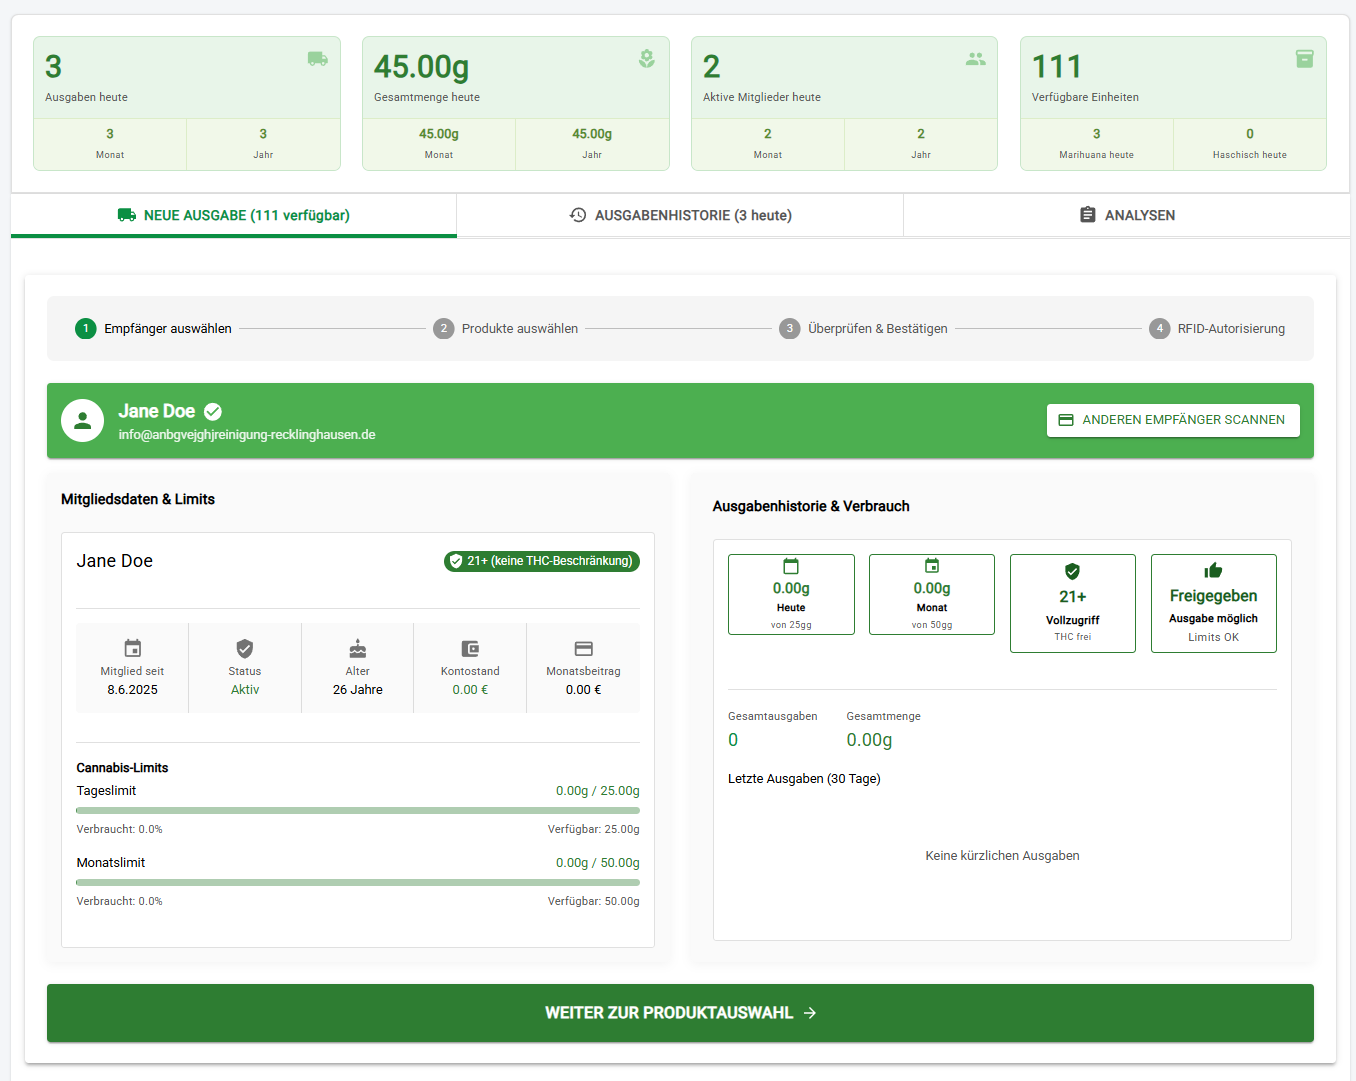 3
Ausgaben heute
3
Monat
3
Jahr
45.00g
Gesamtmenge heute
45.00g
Monat
45.00g
Jahr
2
Aktive Mitglieder heute
2
Monat
2
Jahr
111
Verfügbare Einheiten
3
Marihuana heute
0
Haschisch heute
NEUE AUSGABE (111 verfügbar)
AUSGABENHISTORIE (3 heute)
ANALYSEN
1 Empfänger auswählen
2 Produkte auswählen
3 Überprüfen & Bestätigen
4 RFID-Autorisierung
Jane Doe
info@anbgvejghjreinigung-recklinghausen.de
ANDEREN EMPFÄNGER SCANNEN
Mitgliedsdaten & Limits
Jane Doe
21+ (keine THC-Beschränkung)
Mitglied seit
8.6.2025
Status
Aktiv
Alter
26 Jahre
Kontostand
0.00 €
Monatsbeitrag
0.00 €
Cannabis-Limits
Tageslimit 0.00g / 25.00g
Verbraucht: 0.0% Verfügbar: 25.00g
Monatslimit 0.00g / 50.00g
Verbraucht: 0.0% Verfügbar: 50.00g
Ausgabenhistorie & Verbrauch
0.00g
Heute
von 25gg
0.00g
Monat
von 50gg
21+
Vollzugriff
THC frei
Freigegeben
Ausgabe möglich
Limits OK
Gesamtausgaben
0
Gesamtmenge
0.00g
Letzte Ausgaben (30 Tage)
Keine kürzlichen Ausgaben
WEITER ZUR PRODUKTAUSWAHL →